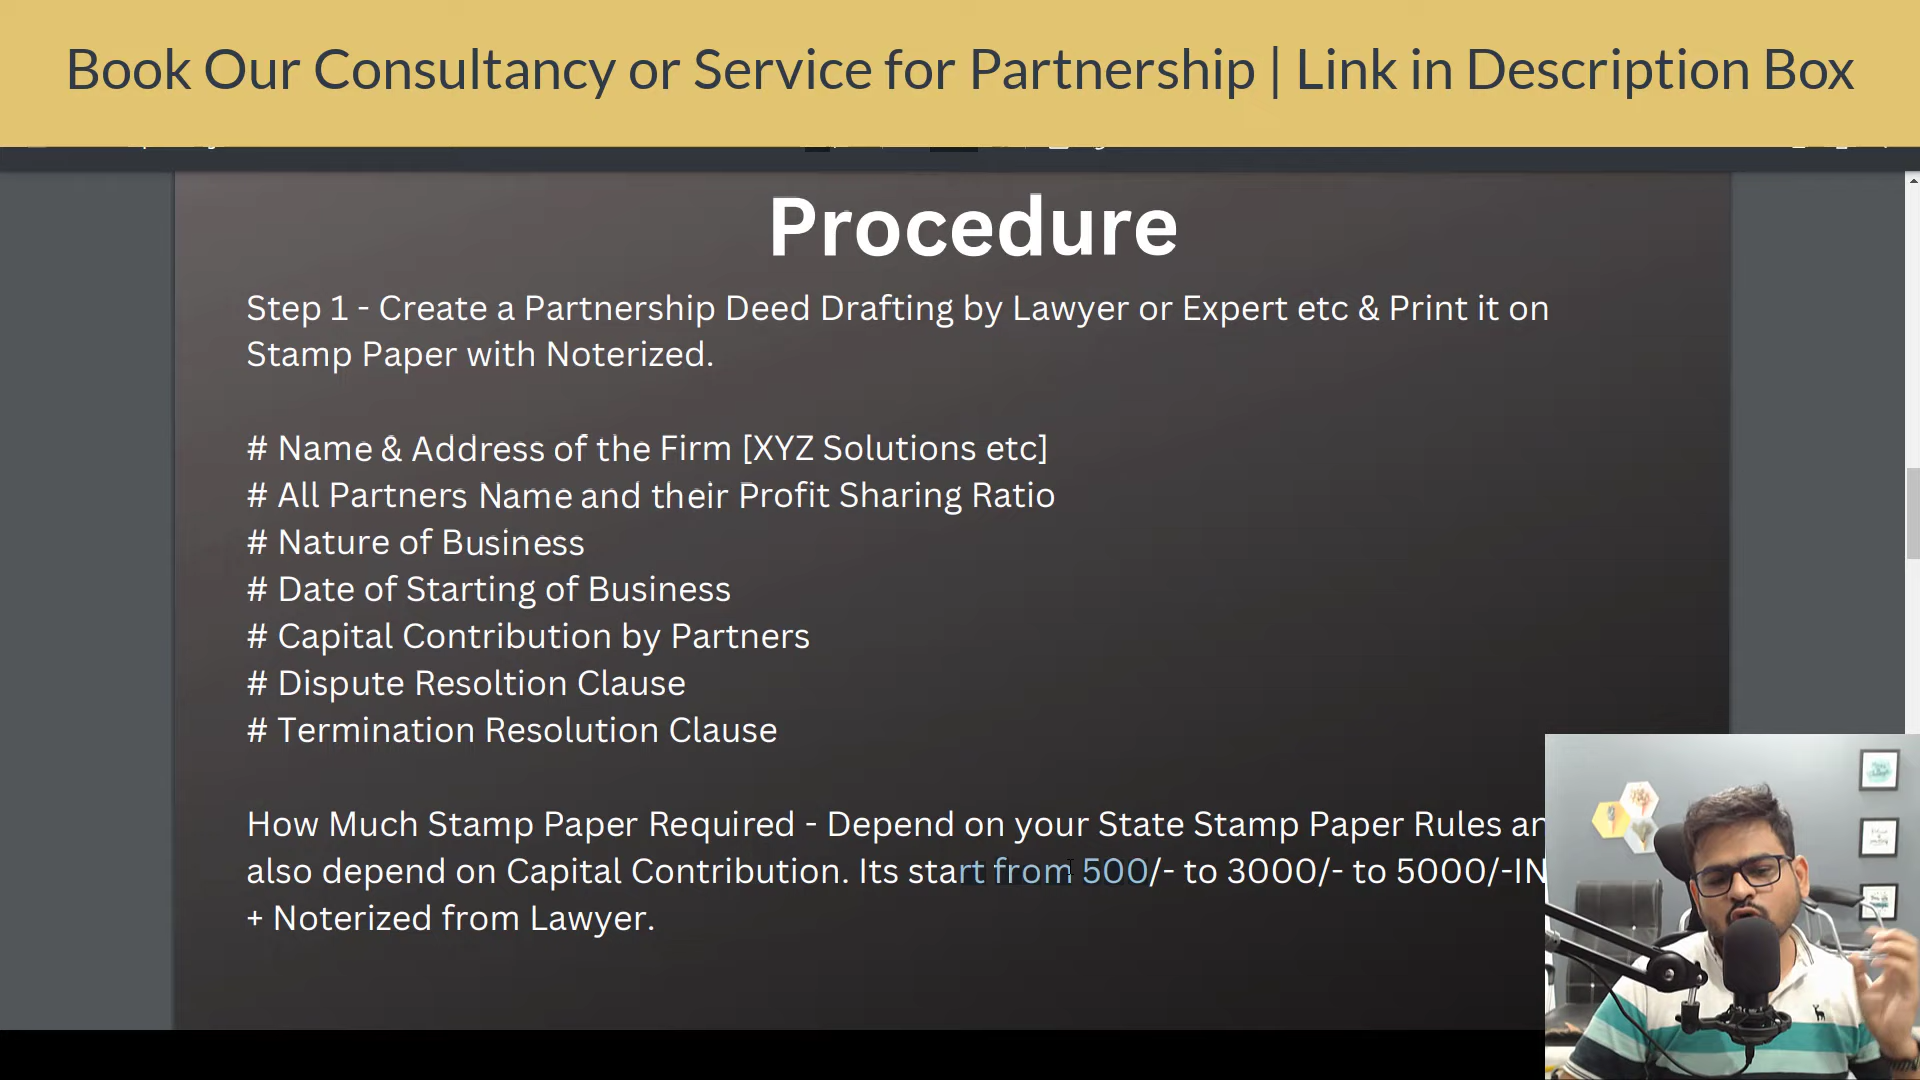 Book Our Consultancy or Service for Partnership | Link in Description Box
Procedure
Step 1 - Create a Partnership Deed Drafting by Lawyer or Expert etc & Print it on
Stamp Paper with Noterized.
# Name & Address of the Firm [XYZ Solutions etc]
# All Partners Name and their Profit Sharing Ratio
# Nature of Business
# Date of Starting of Business
# Capital Contribution by Partners
# Dispute Resoltion Clause
# Termination Resolution Clause
How Much Stamp Paper Required - Depend on your State Stamp Paper Rules an
also depend on Capital Contribution. Its start from 500/- to 3000/- to 5000/-IN
+ Noterized from Lawyer.